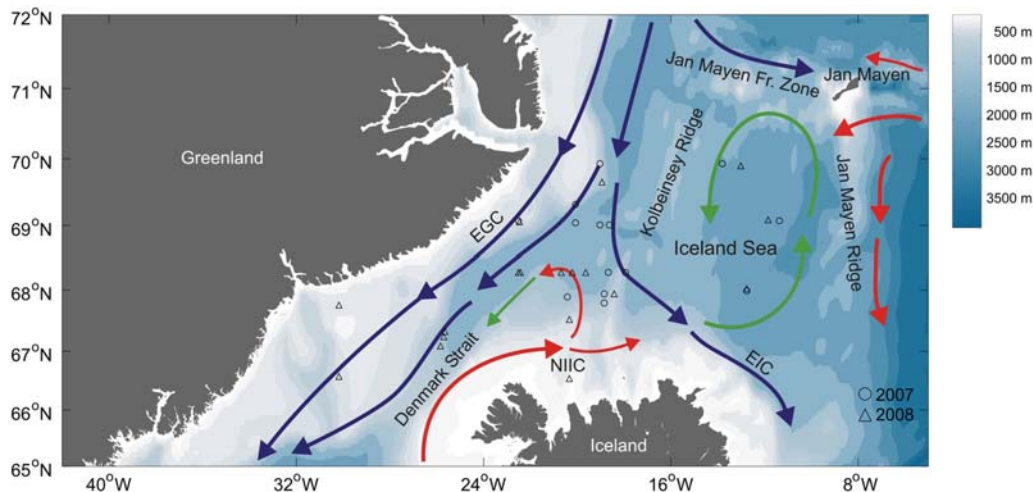 72°N
71°N
70°N
69°N
68°N
67°N
66°N
65°N
40°W
32°W
24°W
16°W
8°W
Greenland
Jan Mayen Fr. Zone
Jan Mayen
Kolbeinsey Ridge
Jan Mayen Ridge
EGC
Iceland Sea
Denmark Strait
NIIC
EIC
Iceland
2007
2008
500 m
1000 m
1500 m
2000 m
2500 m
3000 m
3500 m